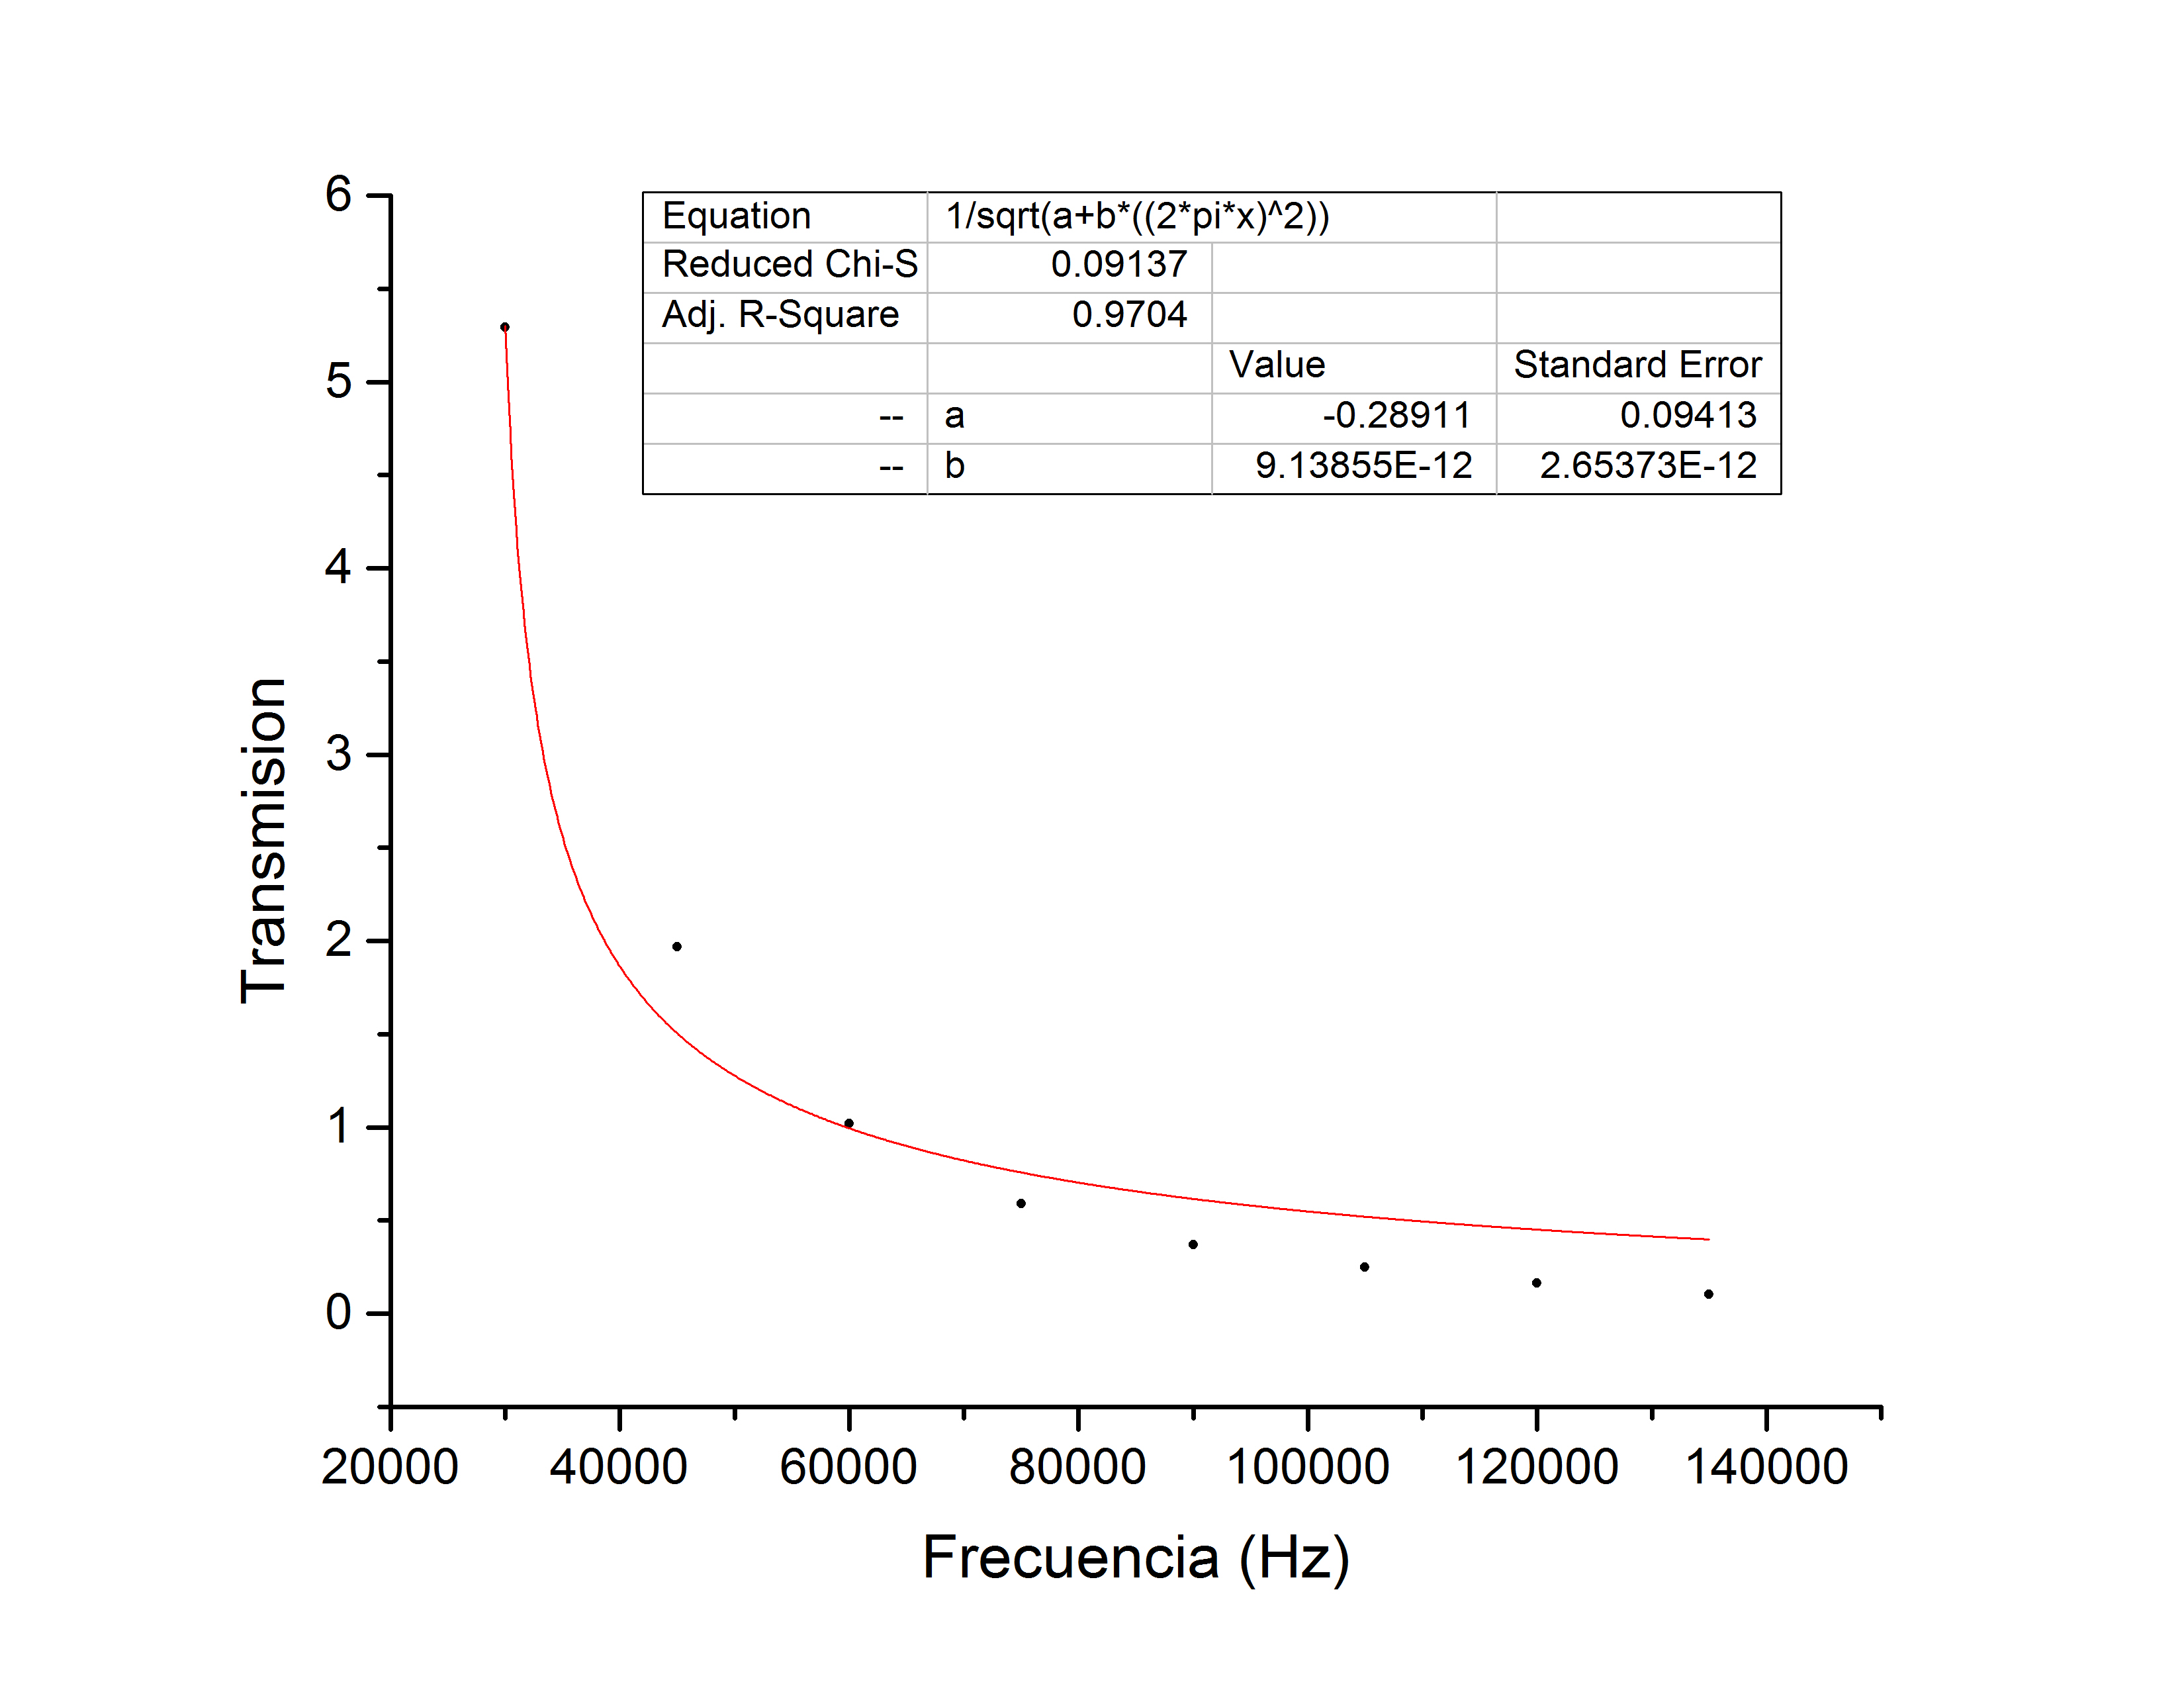 Equation 1/sqrt(a+b*((2*pi*x)^2))
Reduced Chi-S 0.09137
Adj. R-Square 0.9704
Value Standard Error
-- a -0.28911 0.09413
-- b 9.13855E-12 2.65373E-12
6
5
4
3
2
1
0
Transmision
20000 40000 60000 80000 100000 120000 140000
Frecuencia (Hz)